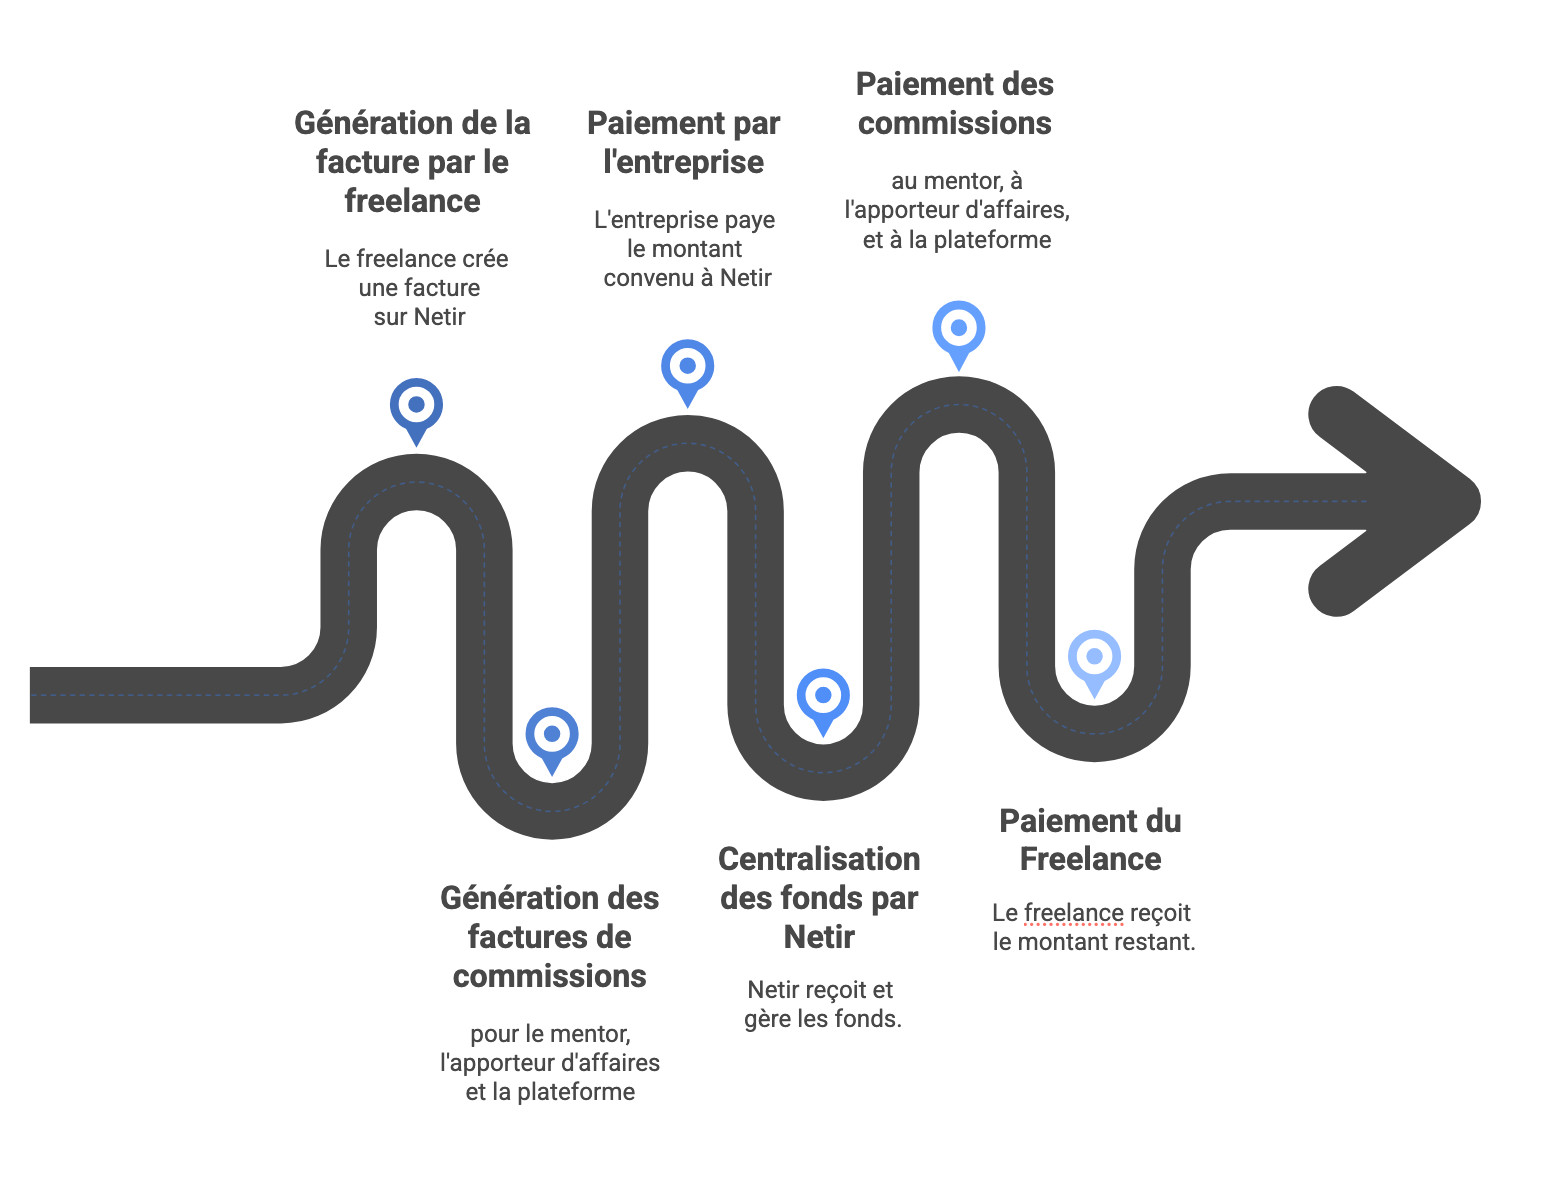 Génération de la
facture par le
freelance
Le freelance crée
une facture
sur Netir
Génération des
factures de
commissions
pour le mentor,
l'apporteur d'affaires
et la plateforme
Paiement par
l'entreprise
L'entreprise paye
le montant
convenu à Netir
Centralisation
des fonds par
Netir
Netir reçoit et
gère les fonds.
Paiement des
commissions
au mentor, à
l'apporteur d'affaires,
et à la plateforme
Paiement du
Freelance
Le freelance reçoit
le montant restant.